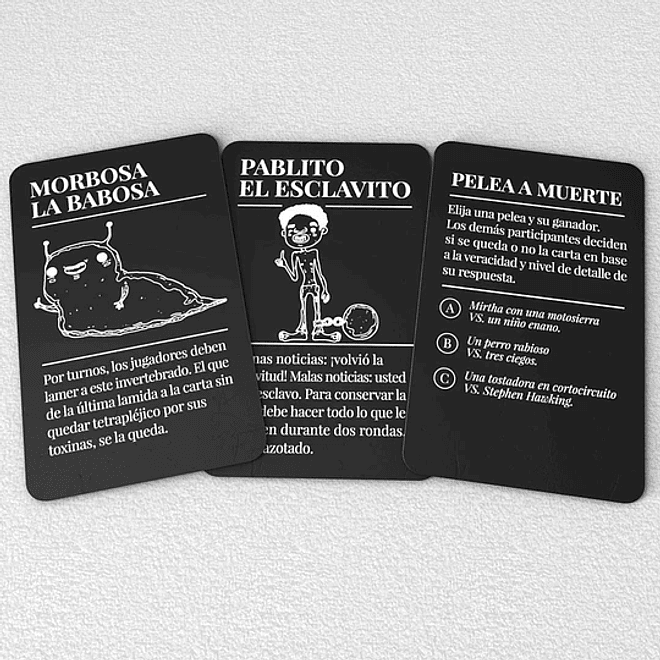 MORBOSA
LA BABOSA
Por turnos, los jugadores deben
lamer a este invertebrado. El que
de la última lamida a la carta sin
quedar tetrapléjico por sus
toxinas, se la queda.
PABLITO
EL ESCLAVITO
nas noticias: ¡volvió la
vitud! Malas noticias: usted
esclavo. Para conservar la
debe hacer todo lo que le
en durante dos rondas.
azotado.
PELEA A MUERTE
Elija una pelea y su ganador.
Los demás participantes deciden
si se queda o no la carta en base
a la veracidad y nivel de detalle de
su respuesta.
A Mirtha con una motosierra
VS. un niño enano.
B Un perro rabioso
VS. tres ciegos.
C Una tostadora en cortocircuito
VS. Stephen Hawking.